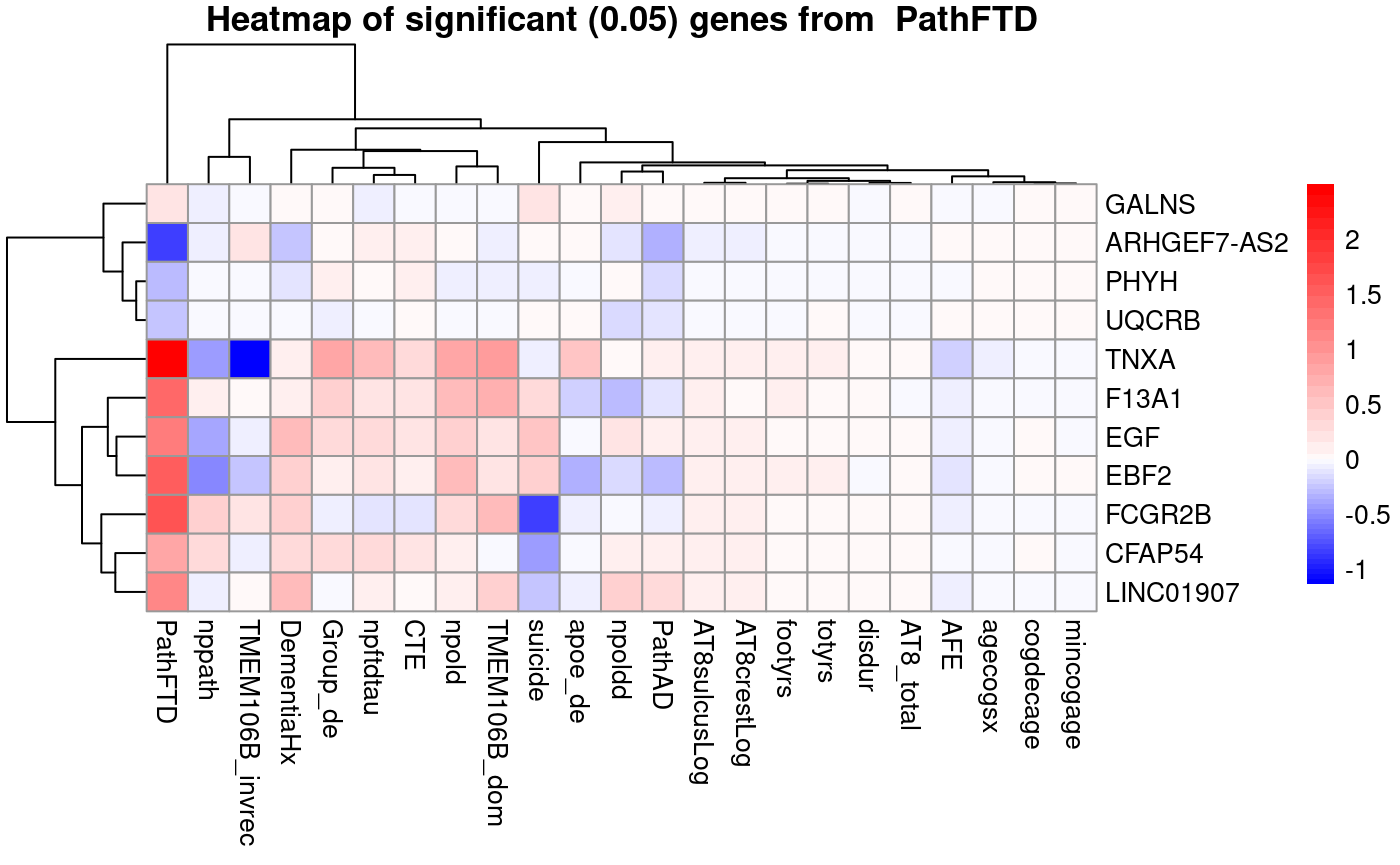 Heatmap of significant (0.05) genes from  PathFTD
GALNS
ARHGEF7-AS2
PHYH
UQCRB
TNXA
F13A1
EGF
EBF2
FCGR2B
CFAP54
LINC01907
2
1.5
1
0.5
0
-0.5
-1
PathFTD
nppath
TMEM106B_invrec
DementiaHx
Group_de
npftdtau
CTE
npold
TMEM106B_dom
suicide
apoe_de
npoldd
PathAD
AT8sulcusLog
AT8crestLog
footyrs
totyrs
disdur
AT8_total
AFE
agecogsx
cogdecage
mincogage